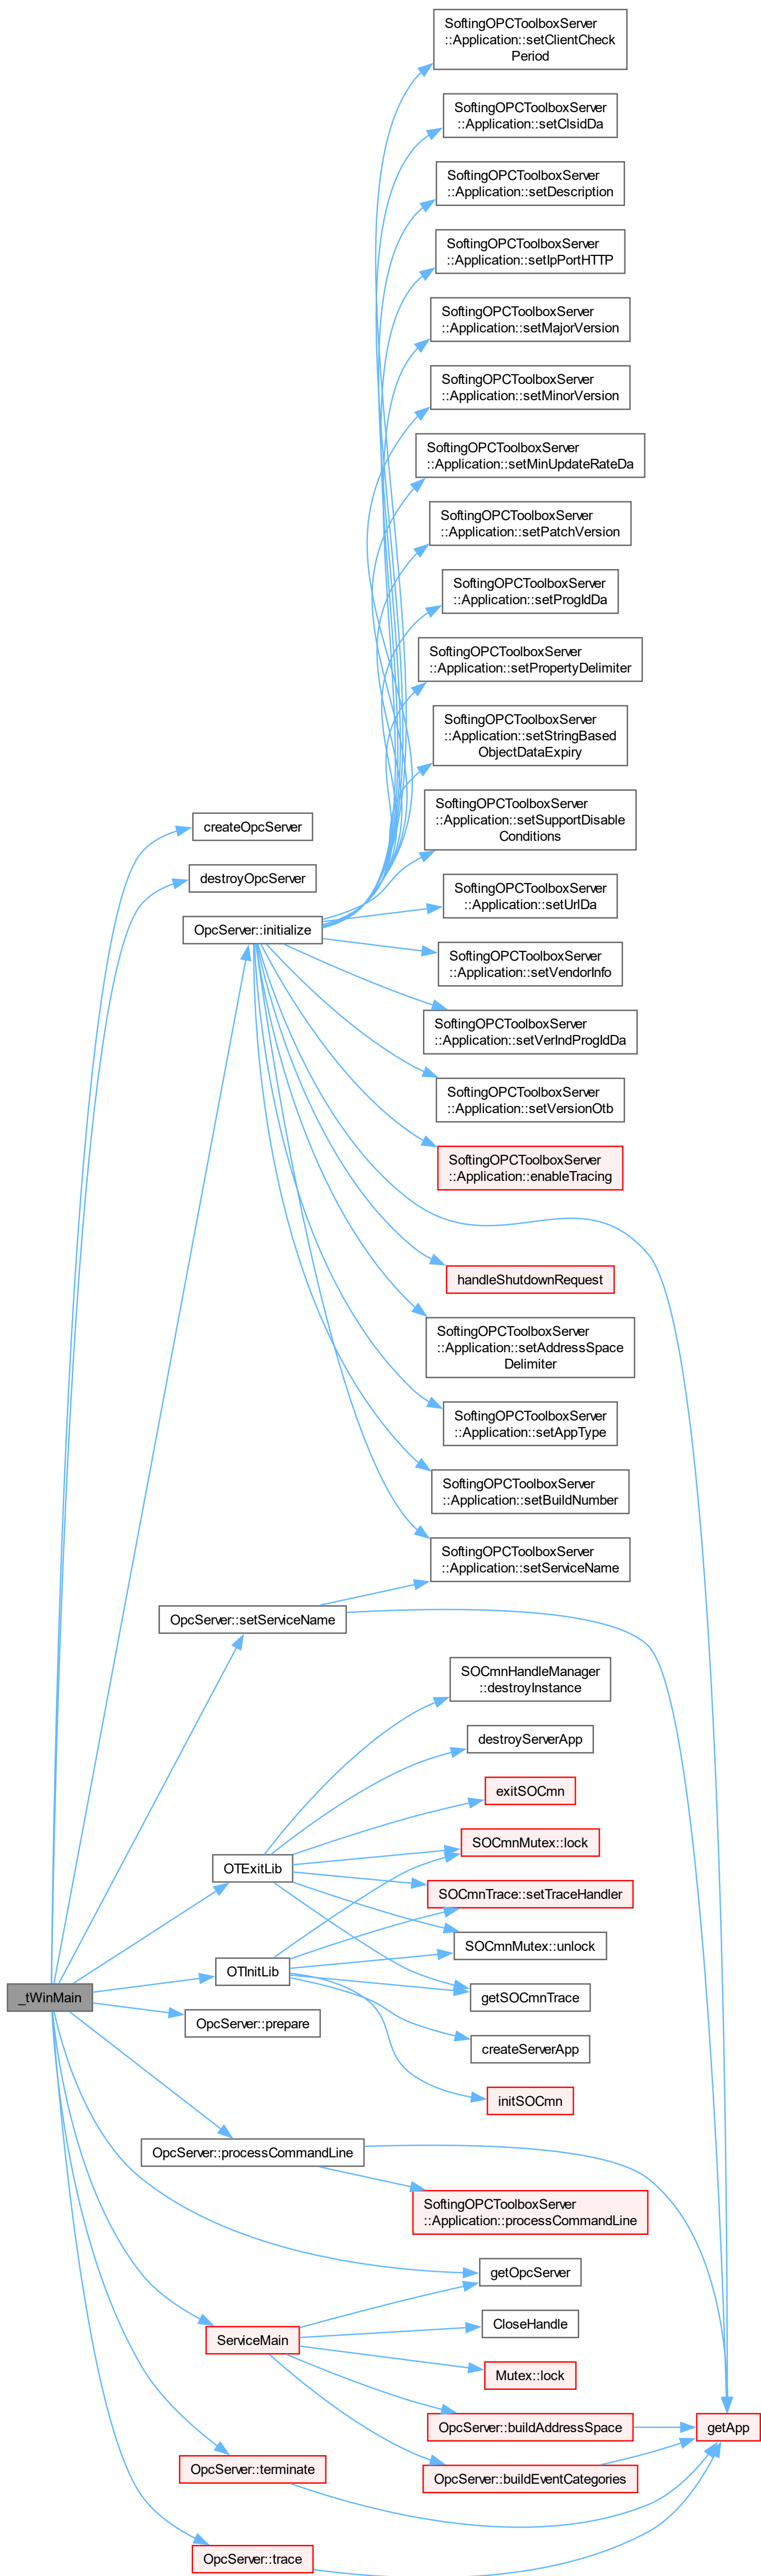 SoftingOPCToolboxServer
::Application::setClientCheck
Period
SoftingOPCToolboxServer
::Application::setClsidDa
SoftingOPCToolboxServer
::Application::setDescription
SoftingOPCToolboxServer
::Application::setIpPortHTTP
SoftingOPCToolboxServer
::Application::setMajorVersion
SoftingOPCToolboxServer
::Application::setMinorVersion
SoftingOPCToolboxServer
::Application::setMinUpdateRateDa
SoftingOPCToolboxServer
::Application::setPatchVersion
SoftingOPCToolboxServer
::Application::setProgIdDa
SoftingOPCToolboxServer
::Application::setPropertyDelimiter
SoftingOPCToolboxServer
::Application::setStringBased
ObjectDataExpiry
SoftingOPCToolboxServer
::Application::setSupportDisable
Conditions
createOpcServer
destroyOpcServer
SoftingOPCToolboxServer
::Application::setUrlDa
OpcServer::initialize
SoftingOPCToolboxServer
::Application::setVendorInfo
SoftingOPCToolboxServer
::Application::setVerIndProgIdDa
SoftingOPCToolboxServer
::Application::setVersionOtb
SoftingOPCToolboxServer
::Application::enableTracing
handleShutdownRequest
SoftingOPCToolboxServer
::Application::setAddressSpace
Delimiter
SoftingOPCToolboxServer
::Application::setAppType
SoftingOPCToolboxServer
::Application::setBuildNumber
SoftingOPCToolboxServer
::Application::setServiceName
OpcServer::setServiceName
SOCmnHandleManager
::destroyInstance
destroyServerApp
exitSOCmn
SOCmnMutex::lock
OTExitLib
SOCmnTrace::setTraceHandler
SOCmnMutex::unlock
OTInitLib
_tWinMain
getSOCmnTrace
OpcServer::prepare
createServerApp
initSOCmn
OpcServer::processCommandLine
SoftingOPCToolboxServer
::Application::processCommandLine
getOpcServer
CloseHandle
ServiceMain
Mutex::lock
OpcServer::buildAddressSpace
getApp
OpcServer::terminate
OpcServer::buildEventCategories
OpcServer::trace